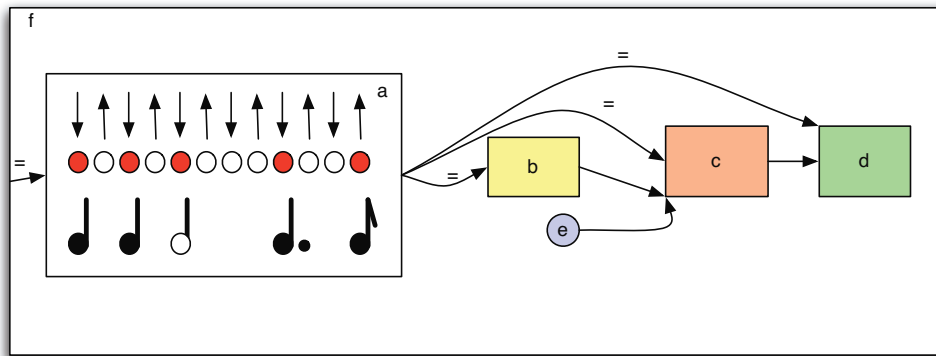 f
=
a
=
=
=
b
c
d
e